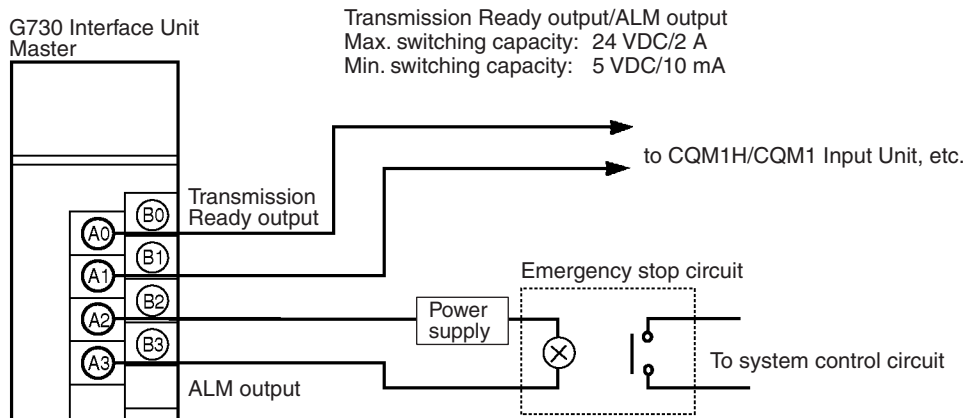 G730 Interface Unit
Master
Transmission Ready output/ALM output
Max. switching capacity: 24 VDC/2 A
Min. switching capacity: 5 VDC/10 mA
to CQM1H/CQM1 Input Unit, etc.
Transmission
Ready output
B0
A0
B1
A1
B2
A2
B3
A3
Emergency stop circuit
Power
supply
To system control circuit
ALM output